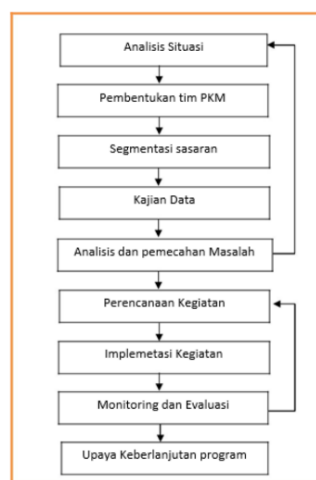 Analisis Situasi
Pembentukan tim PKM
Segmentasi sasaran
Kajian Data
Analisis dan pemecahan Masalah
Perencanaan Kegiatan
Implemetasi Kegiatan
Monitoring dan Evaluasi
Upaya Keberlanjutan program